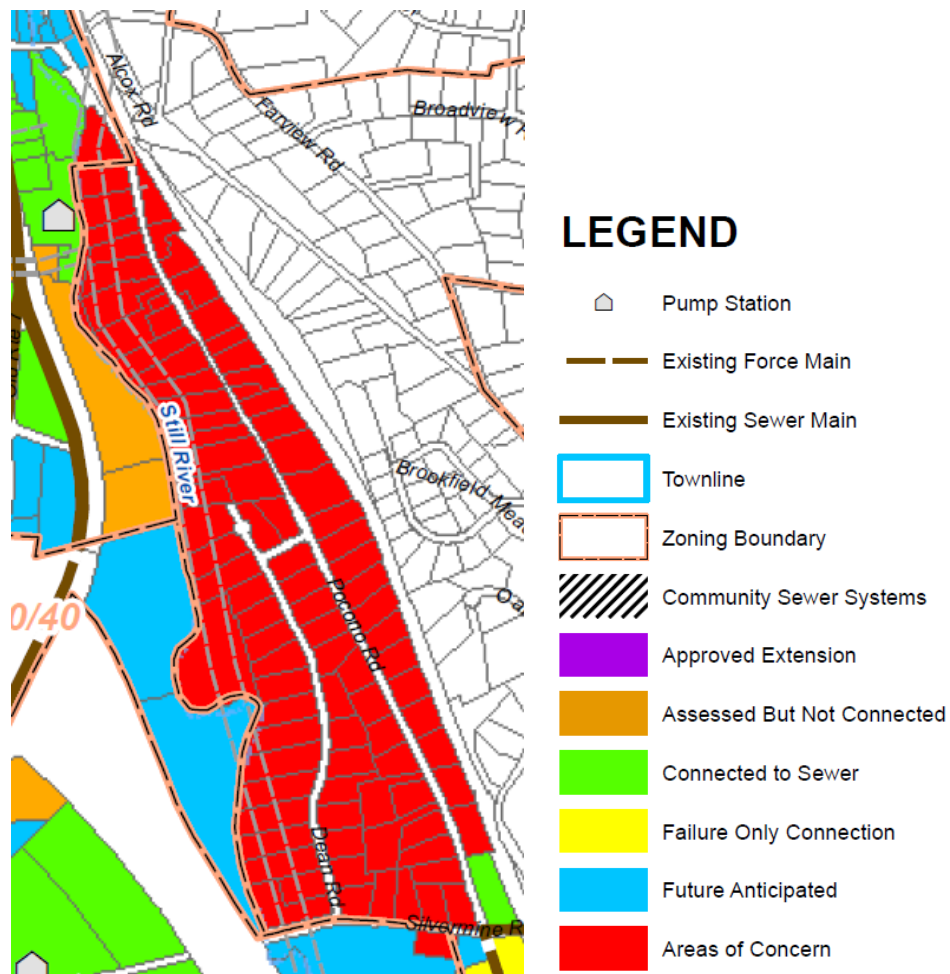 Alcox Rd
Farview Rd
Broadview
Still River
Brookfield Mea
Pocono Rd
0/40
Dean Rd
Silvermine R
LEGEND
Pump Station
Existing Force Main
Existing Sewer Main
Townline
Zoning Boundary
Community Sewer Systems
Approved Extension
Assessed But Not Connected
Connected to Sewer
Failure Only Connection
Future Anticipated
Areas of Concern